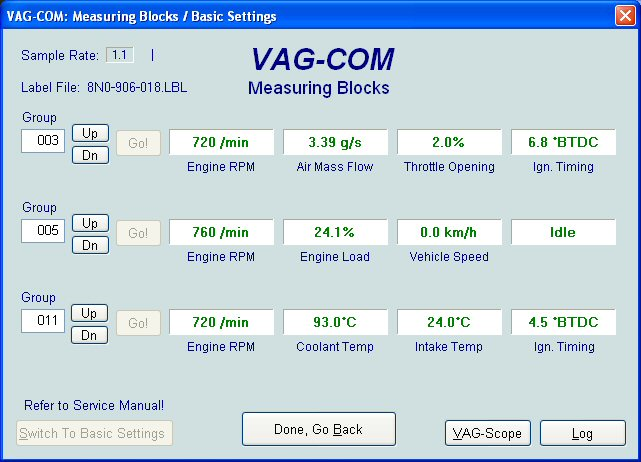 VAG-COM: Measuring Blocks / Basic Settings
Sample Rate: 1.1 |
VAG-COM
Label File: 8N0-906-018.LBL
Measuring Blocks
Group
003 Up Dn Go! 720 /min 3.39 g/s 2.0% 6.8 °BTDC
Engine RPM Air Mass Flow Throttle Opening Ign. Timing
Group
005 Up Dn Go! 760 /min 24.1% 0.0 km/h Idle
Engine RPM Engine Load Vehicle Speed
Group
011 Up Dn Go! 720 /min 93.0°C 24.0°C 4.5 °BTDC
Engine RPM Coolant Temp Intake Temp Ign. Timing
Refer to Service Manual!
Switch To Basic Settings Done, Go Back VAG-Scope Log